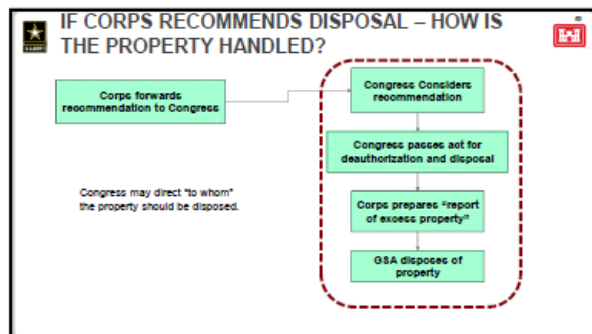 IF CORPS RECOMMENDS DISPOSAL – HOW IS
THE PROPERTY HANDLED?
Corps forwards
recommendation to Congress
Congress Considers
recommendation
Congress passes act for
deauthorization and disposal
Congress may direct "to whom"
the property should be disposed.
Corps prepares "report
of excess property"
GSA disposes of
property